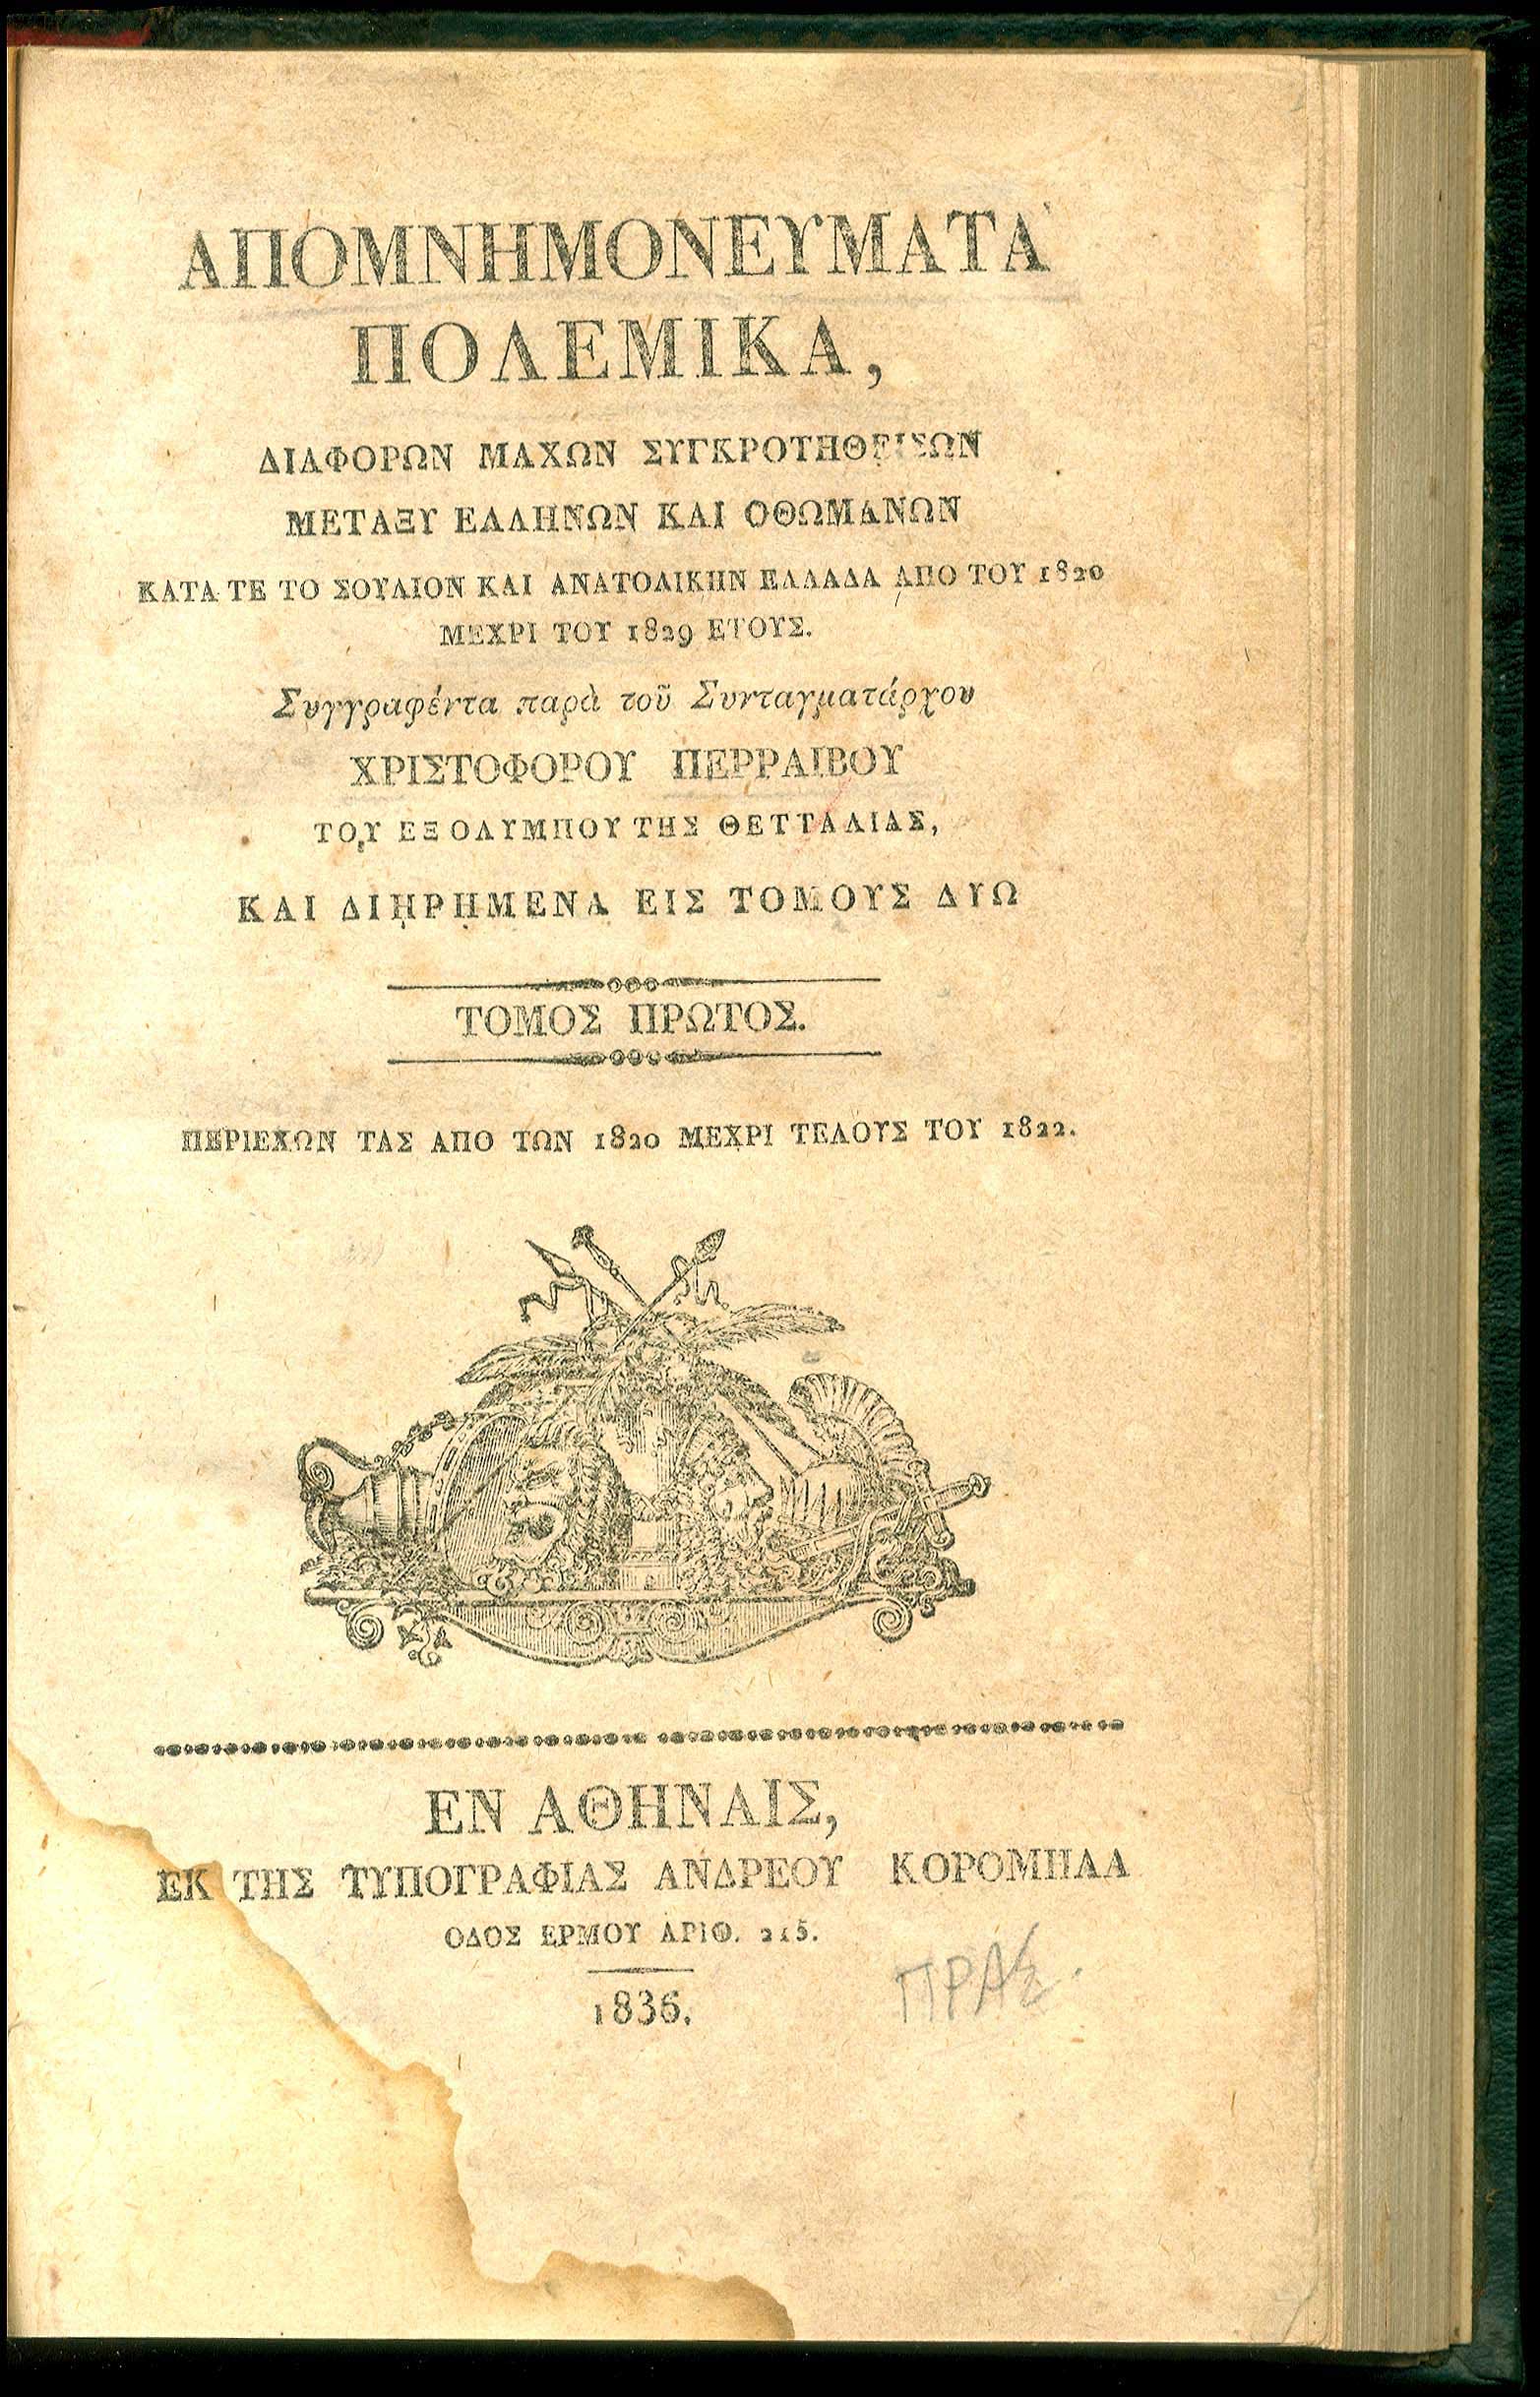 ΑΠΟΜΝΗΜΟΝΕΥΜΑΤΑ
ΠΟΛΕΜΙΚΑ,
ΔΙΑΦΟΡΩΝ ΜΑΧΩΝ ΣΥΓΚΡΟΤΗΘΕΙΣΩΝ
ΜΕΤΑΞΥ ΕΛΛΗΝΩΝ ΚΑΙ ΟΘΩΜΑΝΩΝ
ΚΑΤΑ ΤΕ ΤΟ ΣΟΥΛΙΟΝ ΚΑΙ ΑΝΑΤΟΛΙΚΗΝ ΕΛΛΑΔΑ ΑΠΟ ΤΟΥ 1820
ΜΕΧΡΙ ΤΟΥ 1829 ΕΤΟΥΣ.
Συγγραφέντα παρὰ τοῦ Συνταγματάρχου
ΧΡΙΣΤΟΦΟΡΟΥ ΠΕΡΡΑΙΒΟΥ
ΤΟΥ ΕΞ ΟΛΥΜΠΟΥ ΤΗΣ ΘΕΤΤΑΛΙΑΣ,
ΚΑΙ ΔΙῌΡΗΜΕΝΑ ΕΙΣ ΤΟΜΟΥΣ ΔΥΩ
ΤΟΜΟΣ ΠΡΩΤΟΣ.
ΠΕΡΙΕΧΩΝ ΤΑΣ ΑΠΟ ΤΩΝ 1820 ΜΕΧΡΙ ΤΕΛΟΥΣ ΤΟΥ 1822.
ΕΝ ΑΘΗΝΑΙΣ,
ΕΚ ΤΗΣ ΤΥΠΟΓΡΑΦΙΑΣ ΑΝΔΡΕΟΥ ΚΟΡΟΜΗΛΑ
ΟΔΟΣ ΕΡΜΟΥ ΑΡΙΘ. 215.
1836.
ΠΡΑΣ.